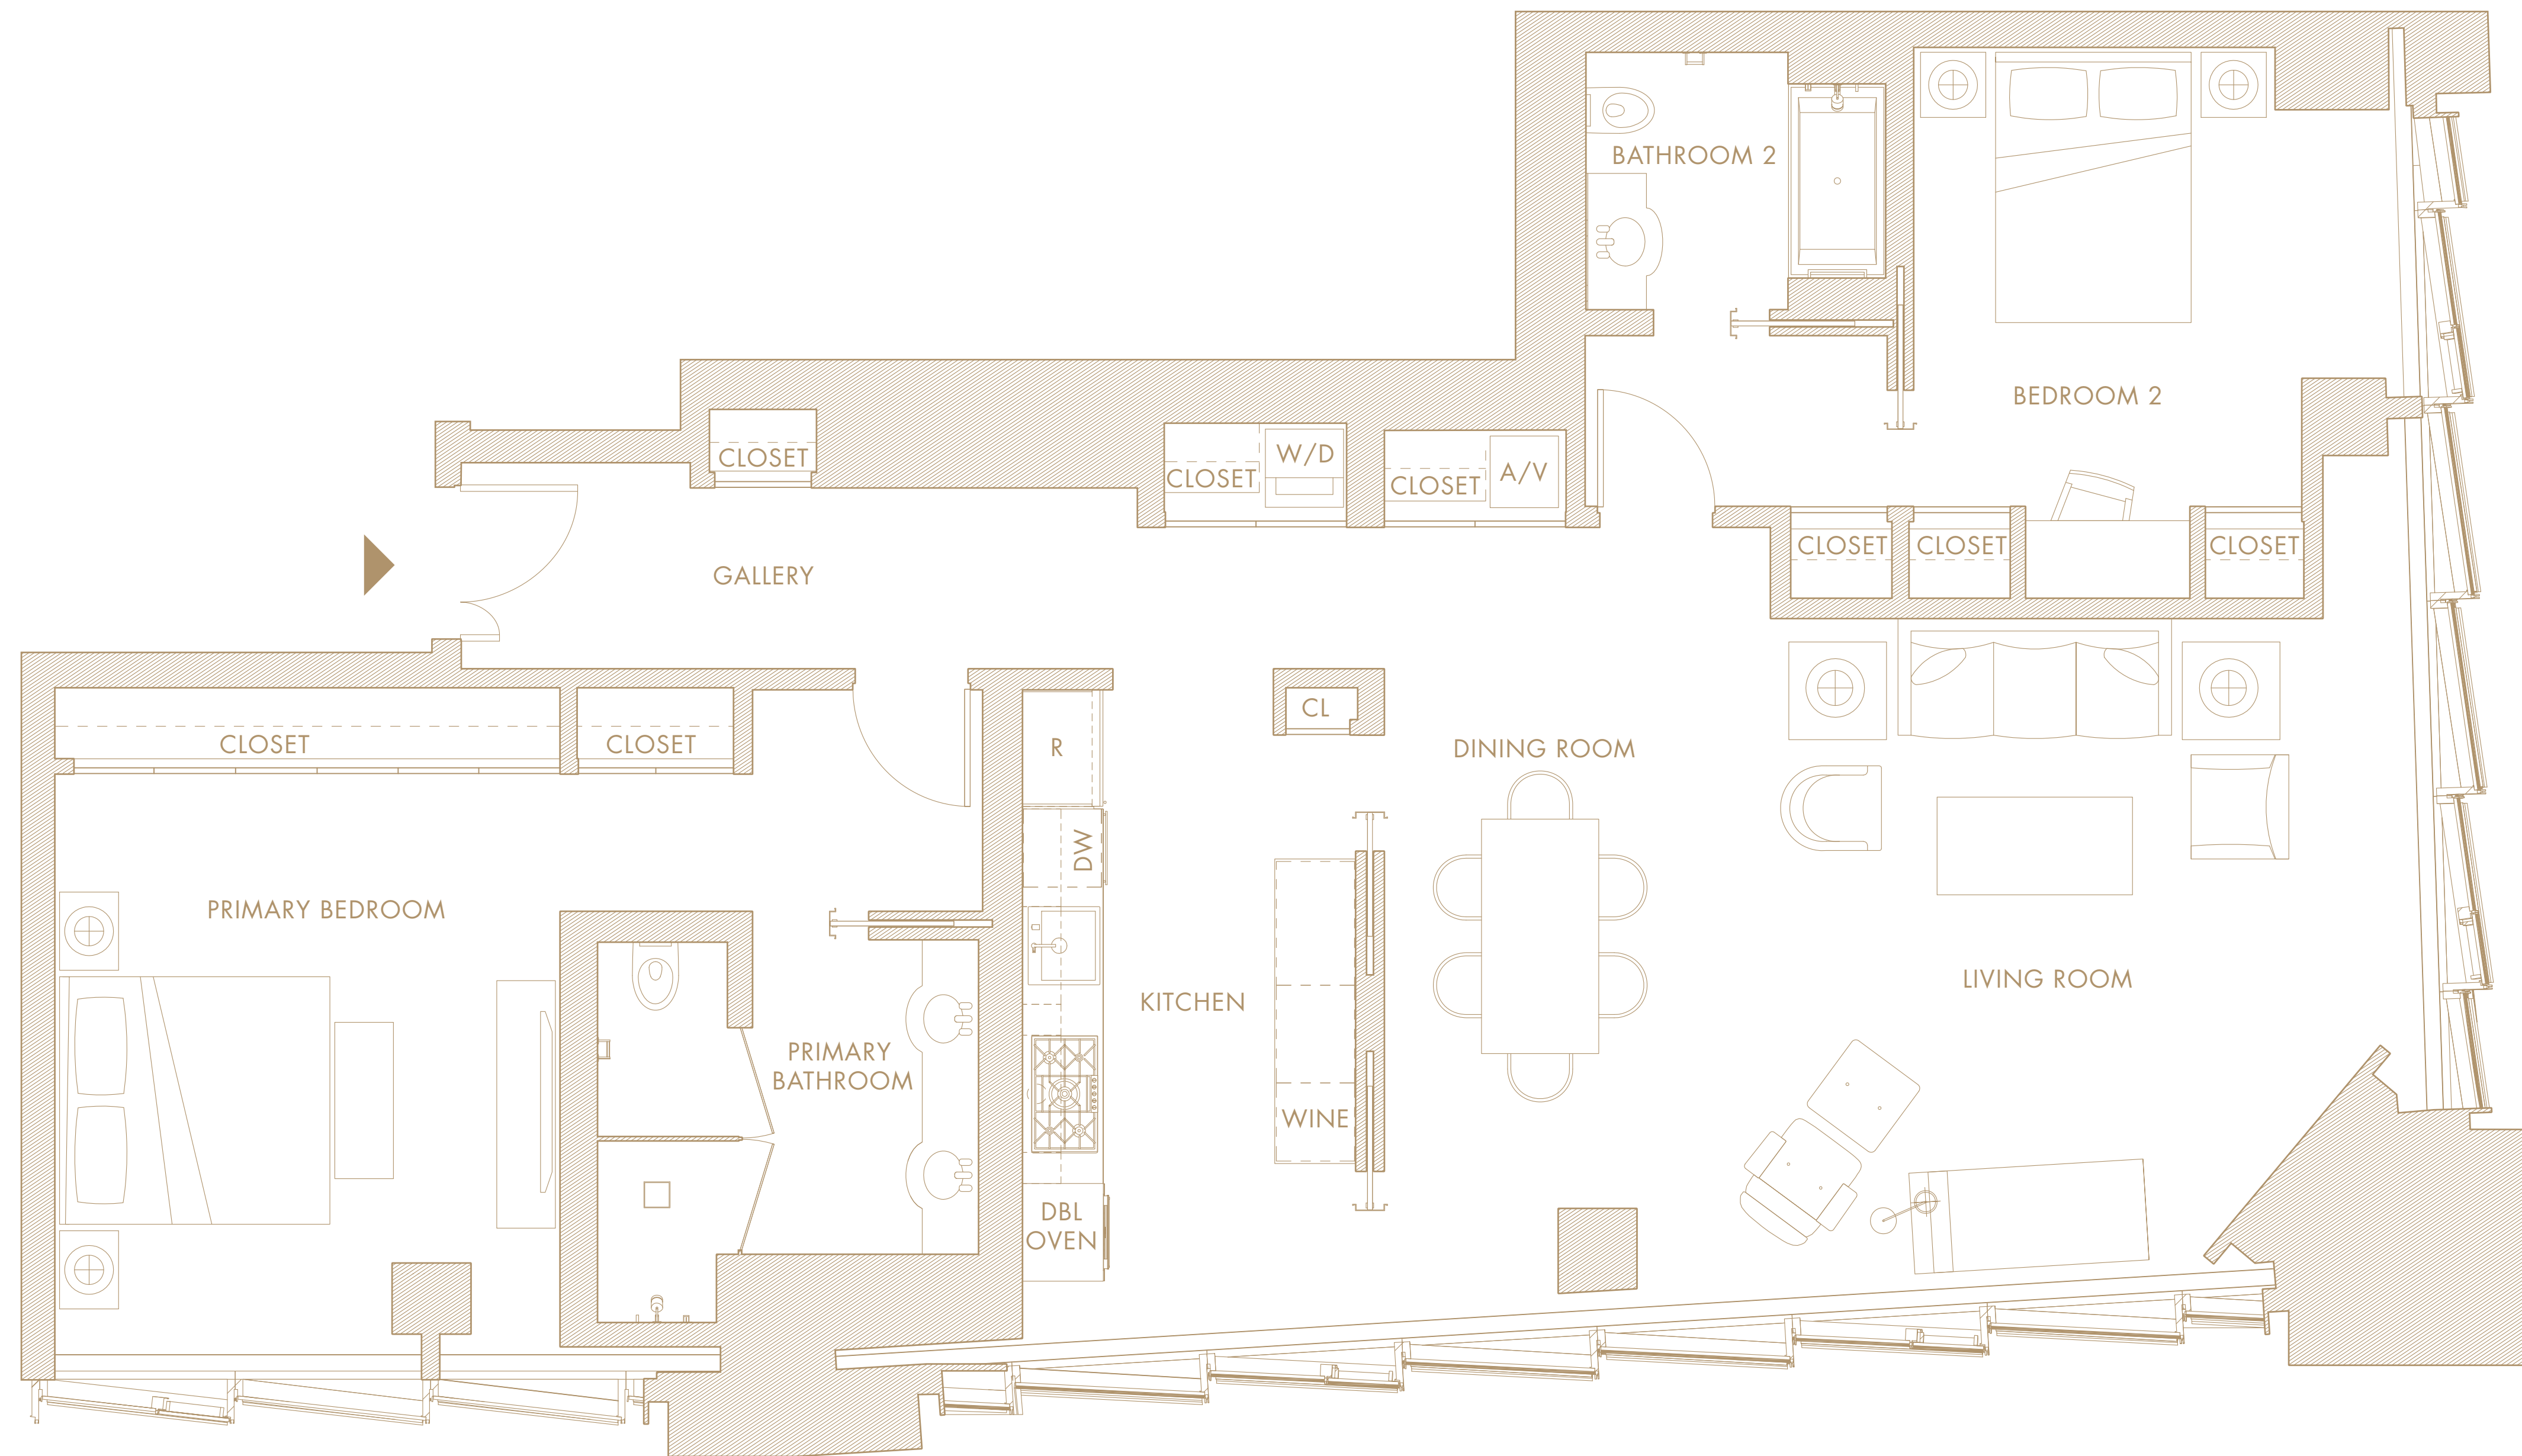 BATHROOM 2
BEDROOM 2
CLOSET
W/D
CLOSET
A/V
CLOSET
CLOSET
CLOSET
CLOSET
GALLERY
CL
R
CLOSET
CLOSET
DINING ROOM
DW
PRIMARY BEDROOM
LIVING ROOM
KITCHEN
PRIMARY
BATHROOM
WINE
DBL
OVEN